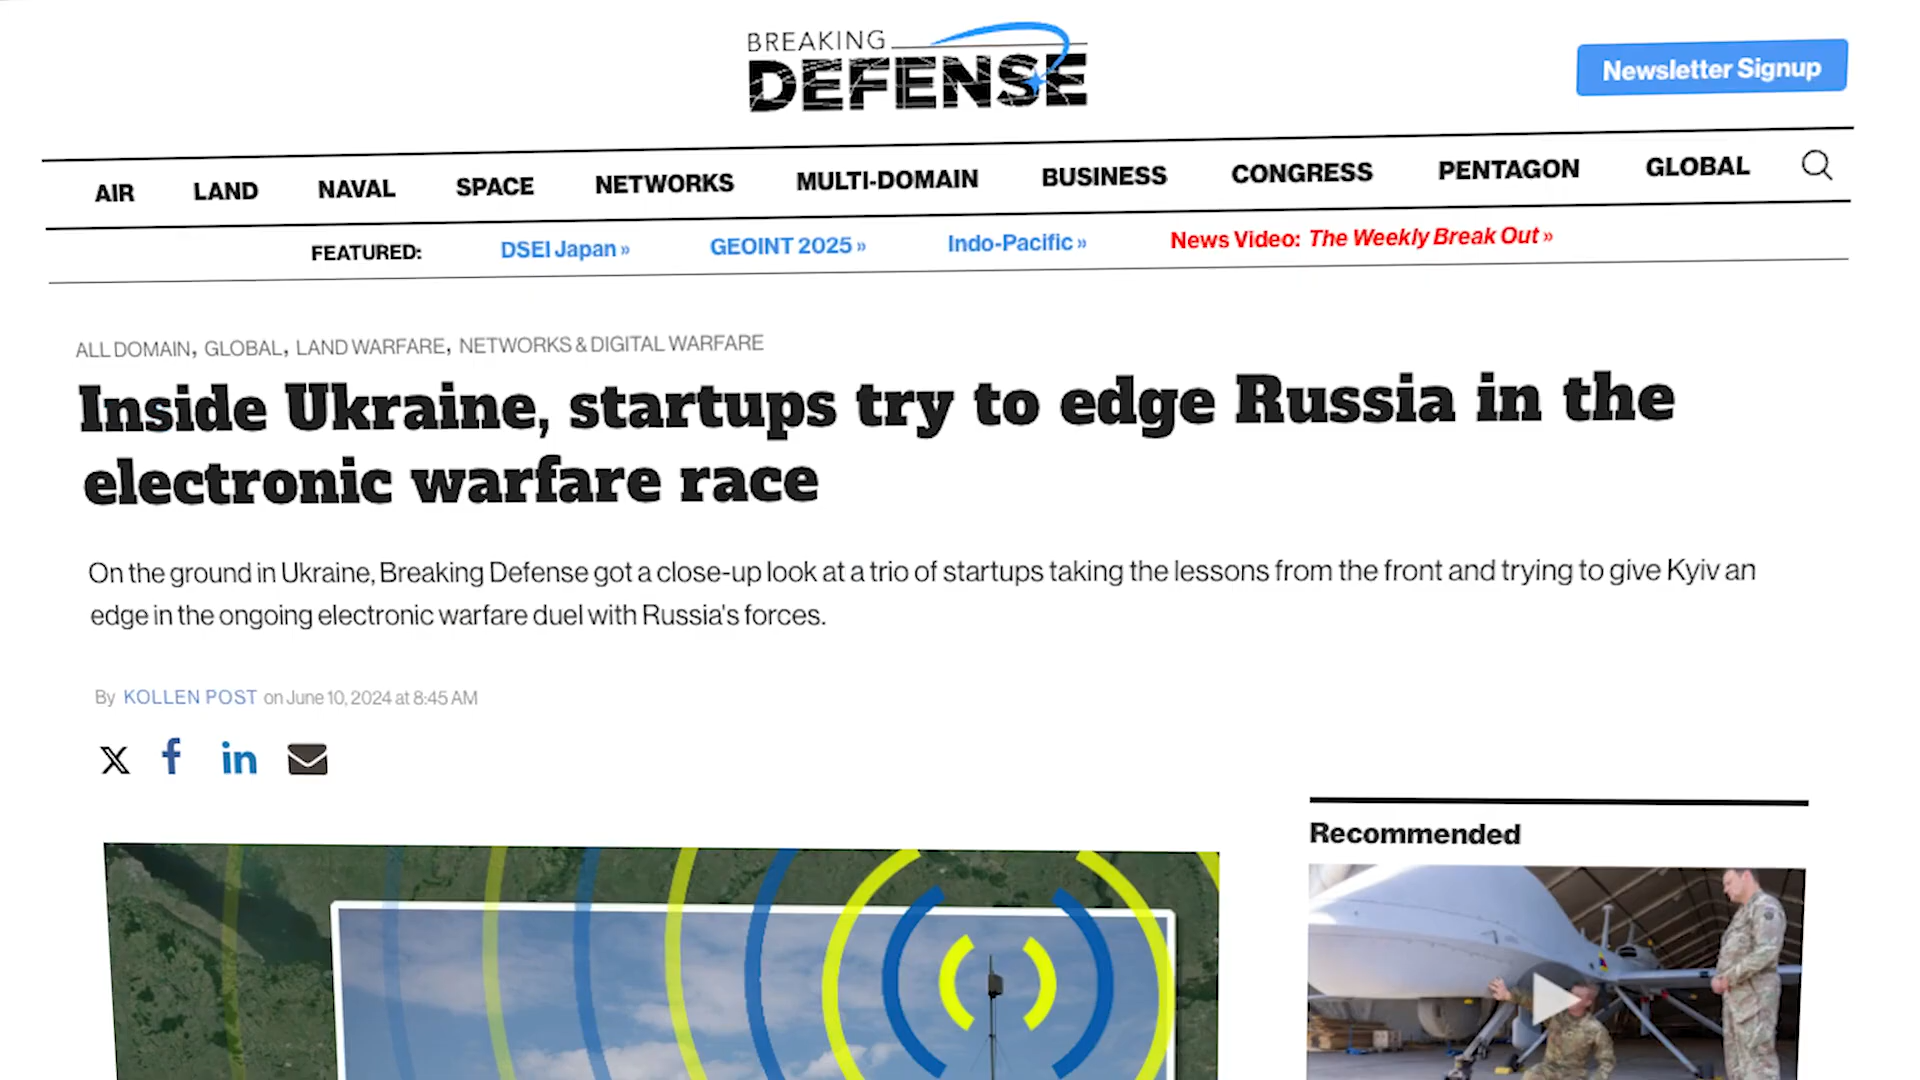 BREAKING
DEFENSE
Newsletter Signup
AIR LAND NAVAL SPACE NETWORKS MULTI-DOMAIN BUSINESS CONGRESS PENTAGON GLOBAL
FEATURED: DSEI Japan » GEOINT 2025 » Indo-Pacific » News Video: The Weekly Break Out »
ALL DOMAIN, GLOBAL, LAND WARFARE, NETWORKS & DIGITAL WARFARE
Inside Ukraine, startups try to edge Russia in the
electronic warfare race
On the ground in Ukraine, Breaking Defense got a close-up look at a trio of startups taking the lessons from the front and trying to give Kyiv an
edge in the ongoing electronic warfare duel with Russia's forces.
By KOLLEN POST on June 10, 2024 at 8:45 AM
Recommended